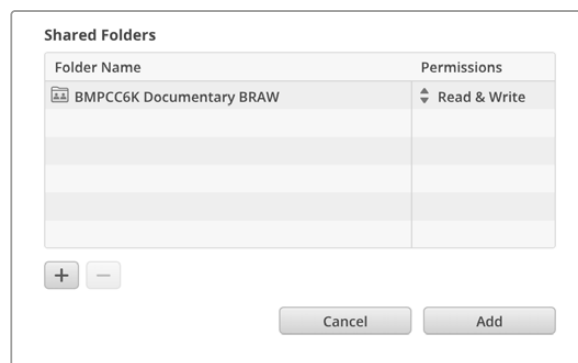 Shared Folders
Folder Name Permissions
BMPCC6K Documentary BRAW Read & Write
Cancel Add